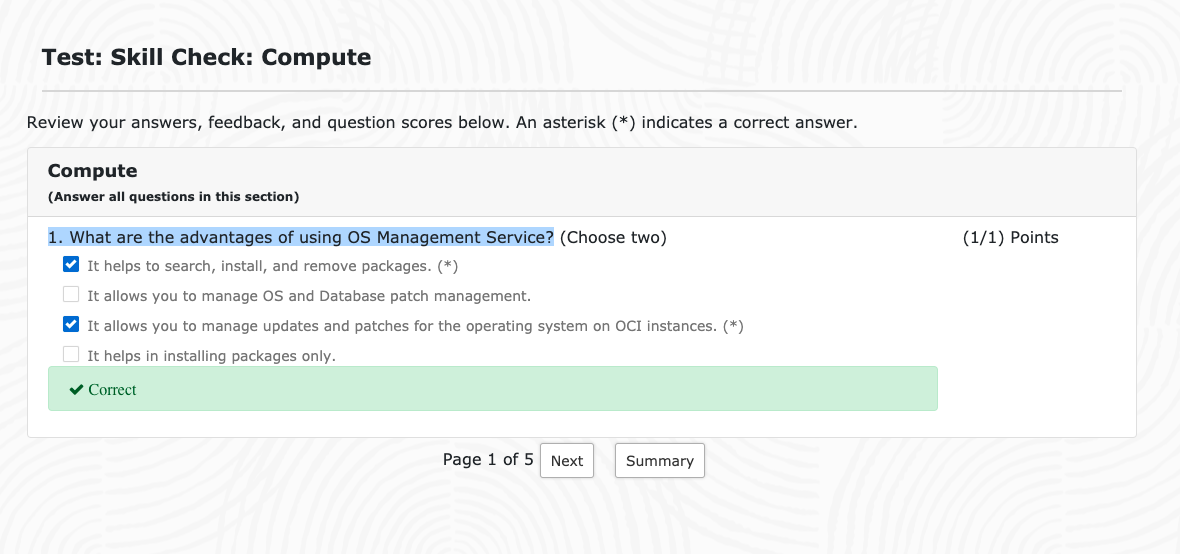 Test: Skill Check: Compute
Review your answers, feedback, and question scores below. An asterisk (*) indicates a correct answer.
Compute
(Answer all questions in this section)
1. What are the advantages of using OS Management Service? (Choose two) (1/1) Points
It helps to search, install, and remove packages. (*)
It allows you to manage OS and Database patch management.
It allows you to manage updates and patches for the operating system on OCI instances. (*)
It helps in installing packages only.
Correct
Page 1 of 5 Next Summary